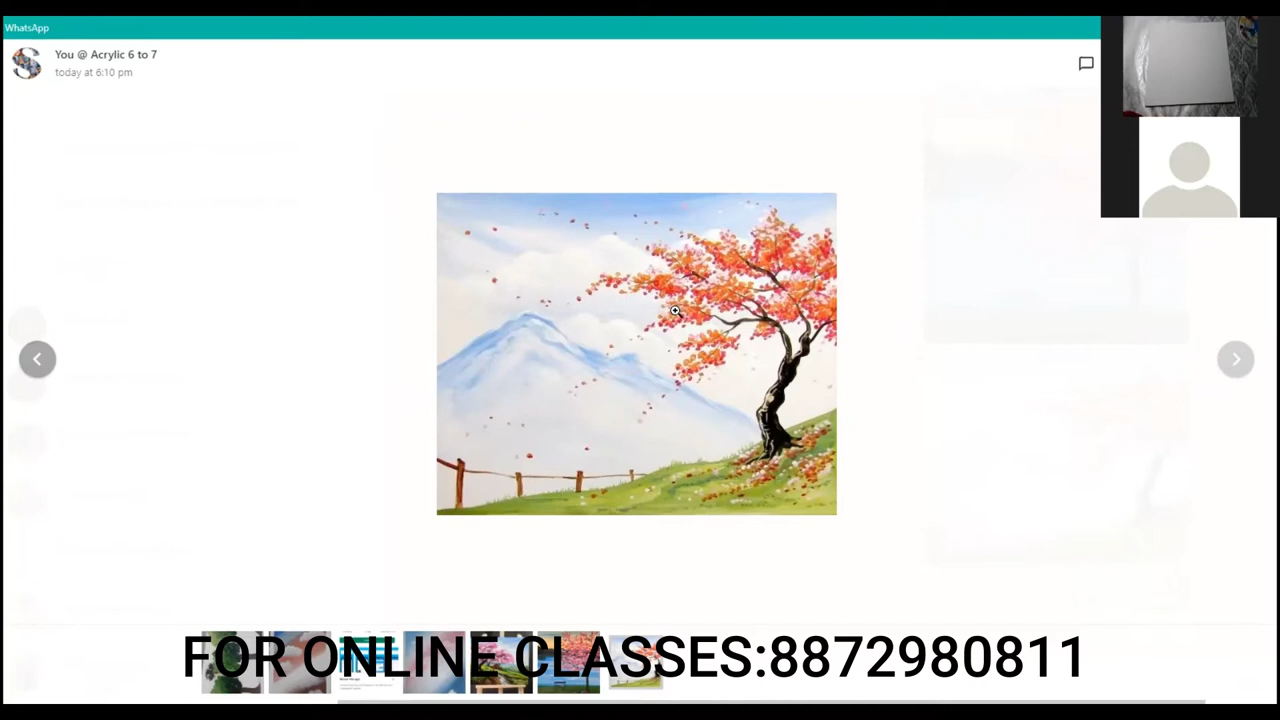 WhatsApp
You @ Acrylic 6 to 7
today at 6:10 pm
FOR ONLINE CLASSES:8872980811